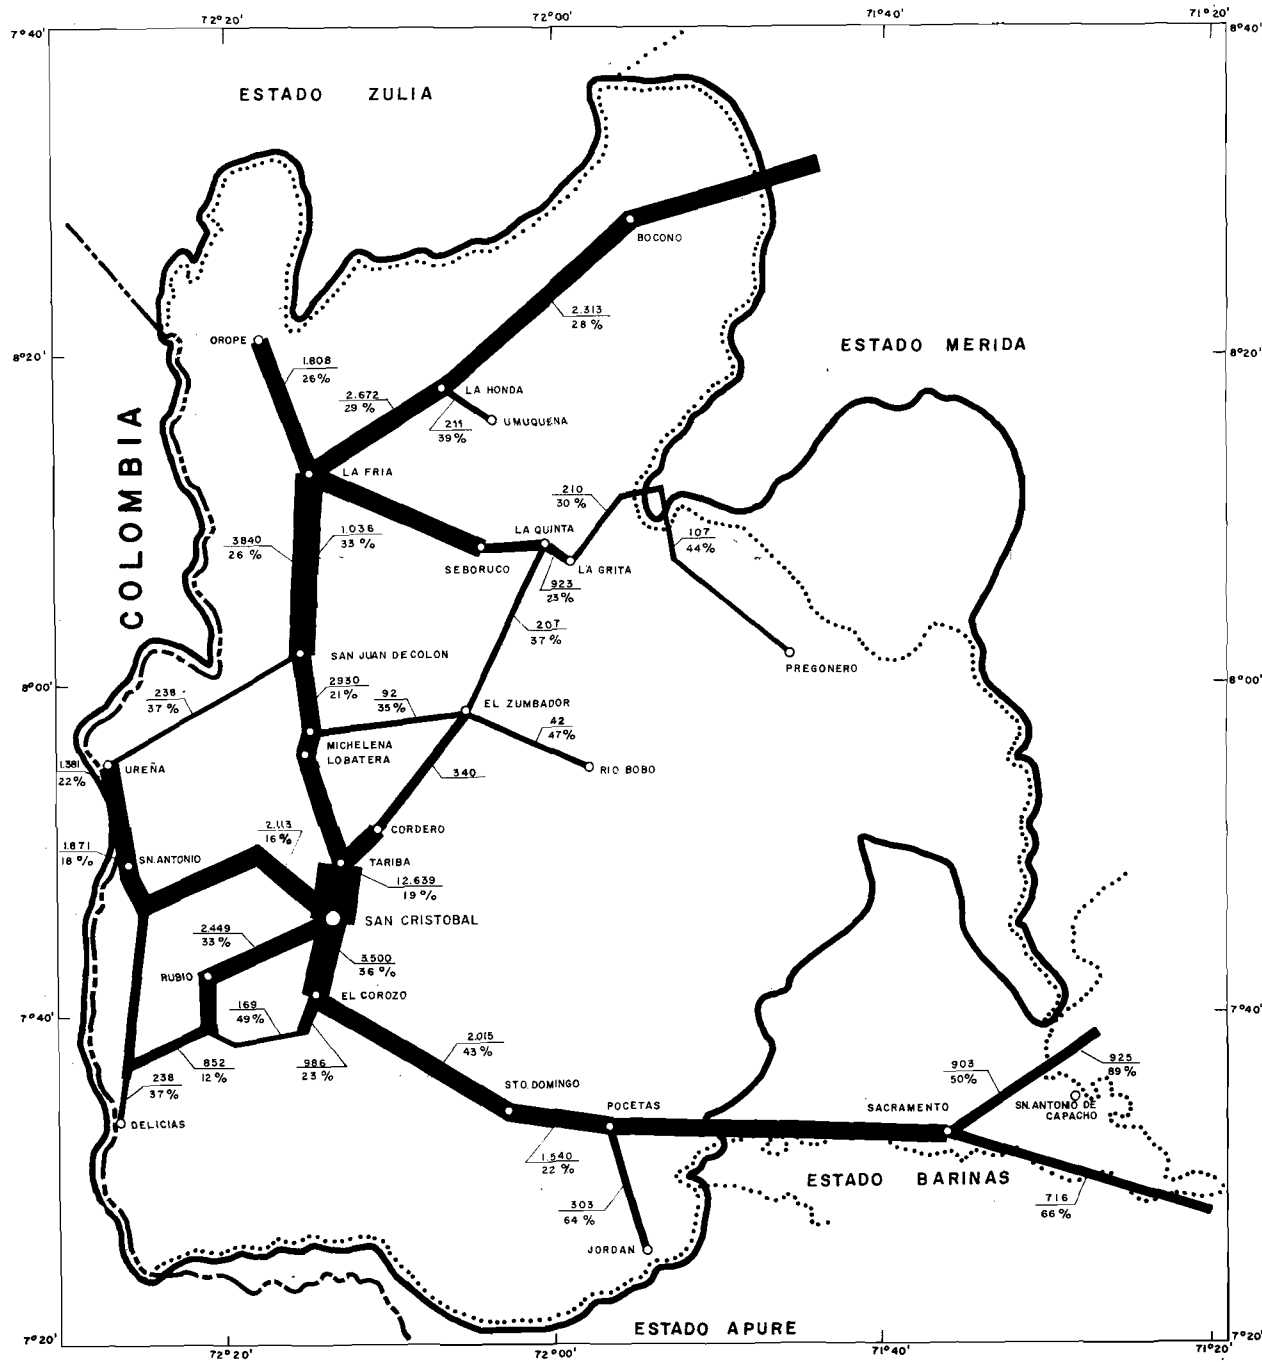 72°20'
72°00'
71°40'
71°20'
7°40'
8°40'
ESTADO ZULIA
BOCONO
2.313
28%
OROPE
1.808
26%
8°20'
ESTADO MERIDA
8°20'
2.672
29%
LA HONDA
211
39%
UMUQUENA
COLOMBIA
LA FRIA
210
30%
3840
26%
1.036
33%
LA QUINTA
107
44%
SEBORUCO
LA GRITA
923
23%
207
37%
SAN JUAN DE COLON
PREGONERO
8°00'
238
37%
2930
21%
92
35%
EL ZUMBADOR
8°00'
42
47%
MICHELENA
LOBATERA
1.381
22%
UREÑA
340
RIO BOBO
2.113
16%
CORDERO
1.871
18%
SN. ANTONIO
TARIBA
12.639
19%
SAN CRISTOBAL
2.449
33%
3.500
36%
RUBIO
EL COROZO
7°40'
169
49%
7°40'
2.015
43%
852
12%
986
23%
903
50%
925
89%
238
37%
STO. DOMINGO
POCETAS
SACRAMENTO
SN. ANTONIO DE
CAPACHO
DELICIAS
1.540
22%
ESTADO BARINAS
303
64%
716
66%
JORDAN
ESTADO APURE
7°20'
7°20'
72°20'
72°00'
71°40'
71°20'